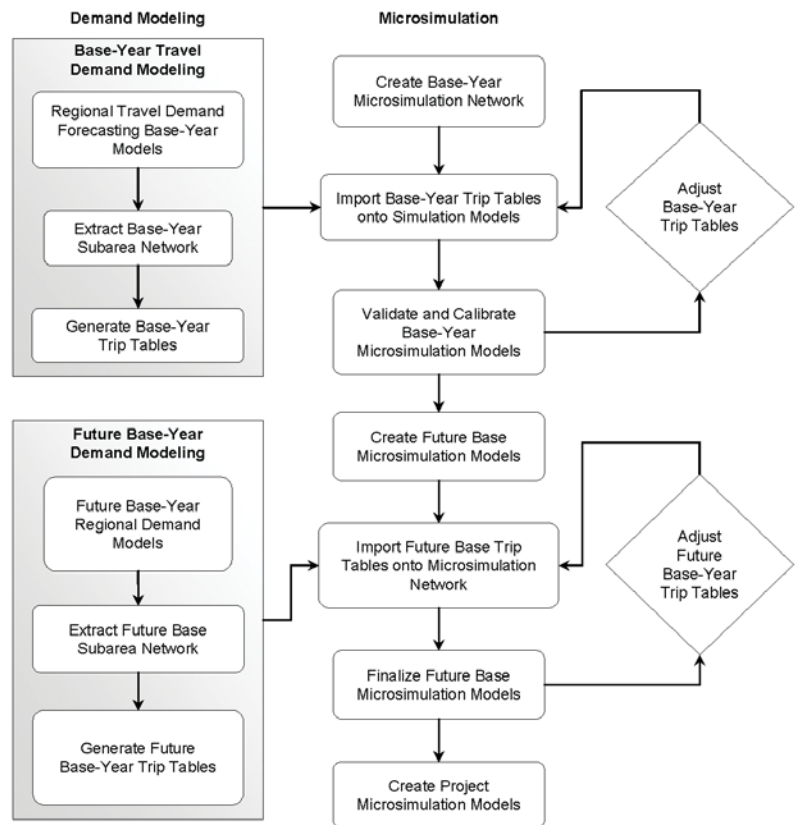 Demand Modeling
Microsimulation
Base-Year Travel
Demand Modeling
Regional Travel Demand
Forecasting Base-Year
Models
Extract Base-Year
Subarea Network
Generate Base-Year
Trip Tables
Create Base-Year
Microsimulation Network
Import Base-Year Trip Tables
onto Simulation Models
Validate and Calibrate
Base-Year
Microsimulation Models
Adjust
Base-Year
Trip Tables
Future Base-Year
Demand Modeling
Future Base-Year
Regional Demand
Models
Extract Future Base
Subarea Network
Generate Future
Base-Year Trip Tables
Create Future Base
Microsimulation Models
Import Future Base Trip
Tables onto Microsimulation
Network
Finalize Future Base
Microsimulation Models
Create Project
Microsimulation Models
Adjust
Future
Base-Year
Trip Tables